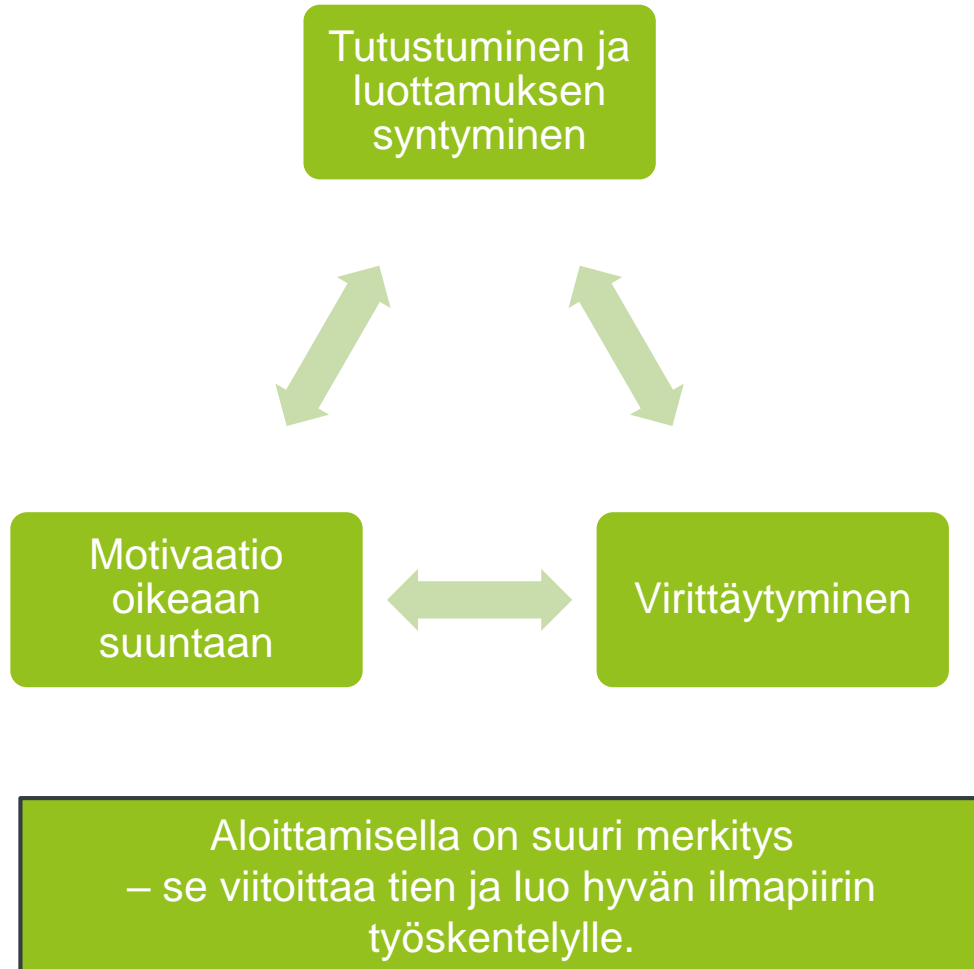 Tutustuminen ja
luottamuksen
syntyminen
Motivaatio
oikeaan
suuntaan
Virittäytyminen
Aloittamisella on suuri merkitys
– se viitoittaa tien ja luo hyvän ilmapiirin
työskentelylle.